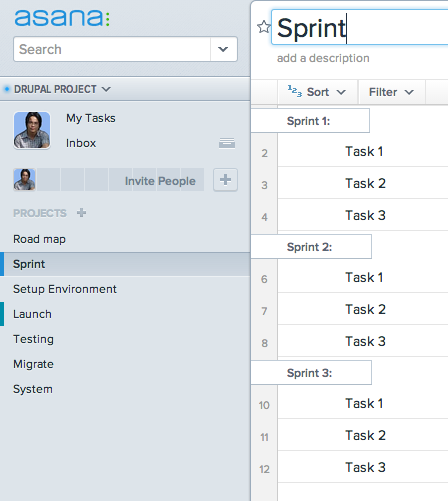 asana:
Search
DRUPAL PROJECT
My Tasks
Inbox
Invite People
PROJECTS +
Road map
Sprint
Setup Environment
Launch
Testing
Migrate
System
Sprint
add a description
123 Sort
Filter
Sprint 1:
2 Task 1
3 Task 2
4 Task 3
Sprint 2:
6 Task 1
7 Task 2
8 Task 3
Sprint 3:
10 Task 1
11 Task 2
12 Task 3